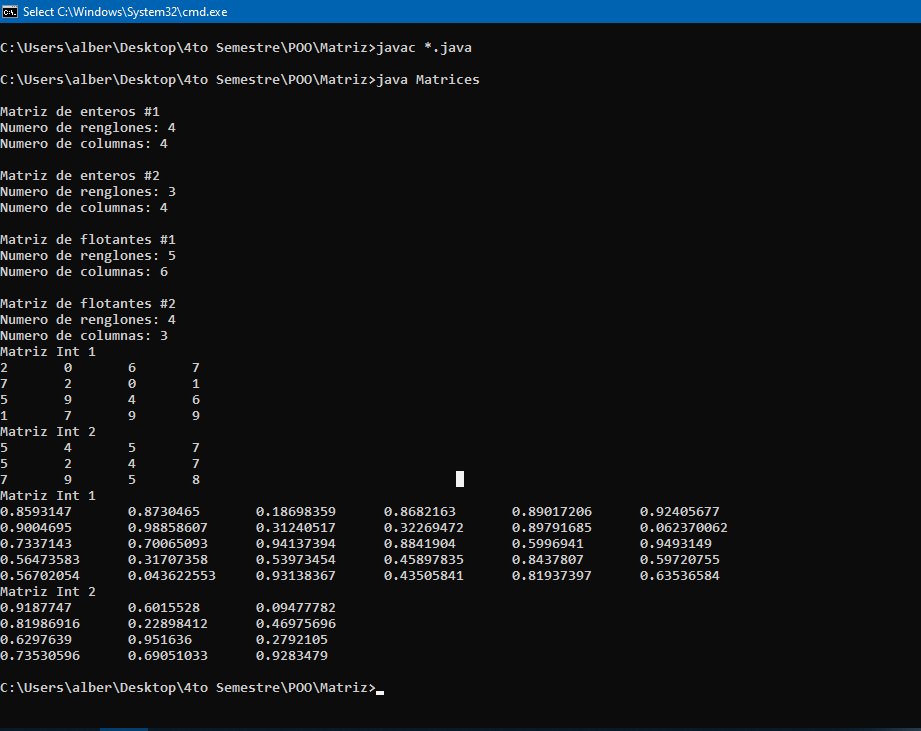 Select C:\Windows\System32\cmd.exe
C:\Users\alber\Desktop\4to Semestre\POO\Matriz>javac *.java
C:\Users\alber\Desktop\4to Semestre\POO\Matriz>java Matrices
Matriz de enteros #1
Numero de renglones: 4
Numero de columnas: 4
Matriz de enteros #2
Numero de renglones: 3
Numero de columnas: 4
Matriz de flotantes #1
Numero de renglones: 5
Numero de columnas: 6
Matriz de flotantes #2
Numero de renglones: 4
Numero de columnas: 3
Matriz Int 1
2 0 6 7
7 2 0 1
5 9 4 6
1 7 9 9
Matriz Int 2
5 4 5 7
5 2 4 7
7 9 5 8
Matriz Int 1
0.8593147 0.8730465 0.18698359 0.8682163 0.89017206 0.92405677
0.9004695 0.98858607 0.31240517 0.32269472 0.89791685 0.062370062
0.7337143 0.70065093 0.94137394 0.8841904 0.5996941 0.9493149
0.56473583 0.31707358 0.53973454 0.45897835 0.8437807 0.59720755
0.56702054 0.043622553 0.93138367 0.43505841 0.81937397 0.63536584
Matriz Int 2
0.9187747 0.6015528 0.09477782
0.81986916 0.22898412 0.46975696
0.6297639 0.951636 0.2792105
0.73530596 0.69051033 0.9283479
C:\Users\alber\Desktop\4to Semestre\POO\Matriz>